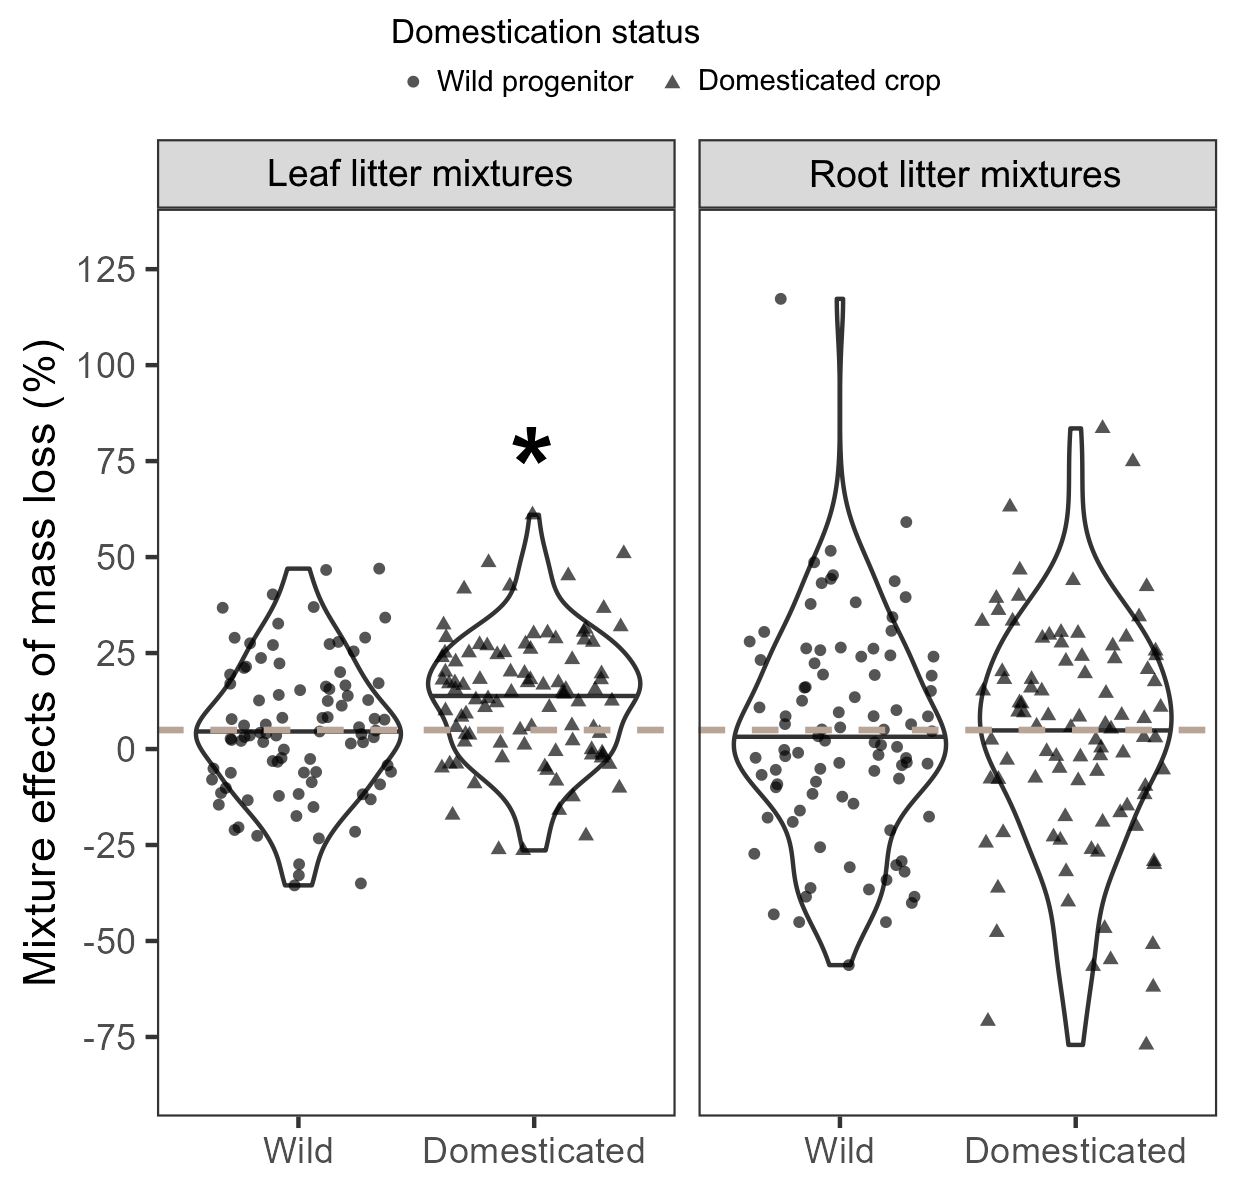 Domestication status
Wild progenitor
Domesticated crop
Leaf litter mixtures
Root litter mixtures
Mixture effects of mass loss (%)
125
100
75
50
25
0
-25
-50
-75
*
Wild
Domesticated
Wild
Domesticated